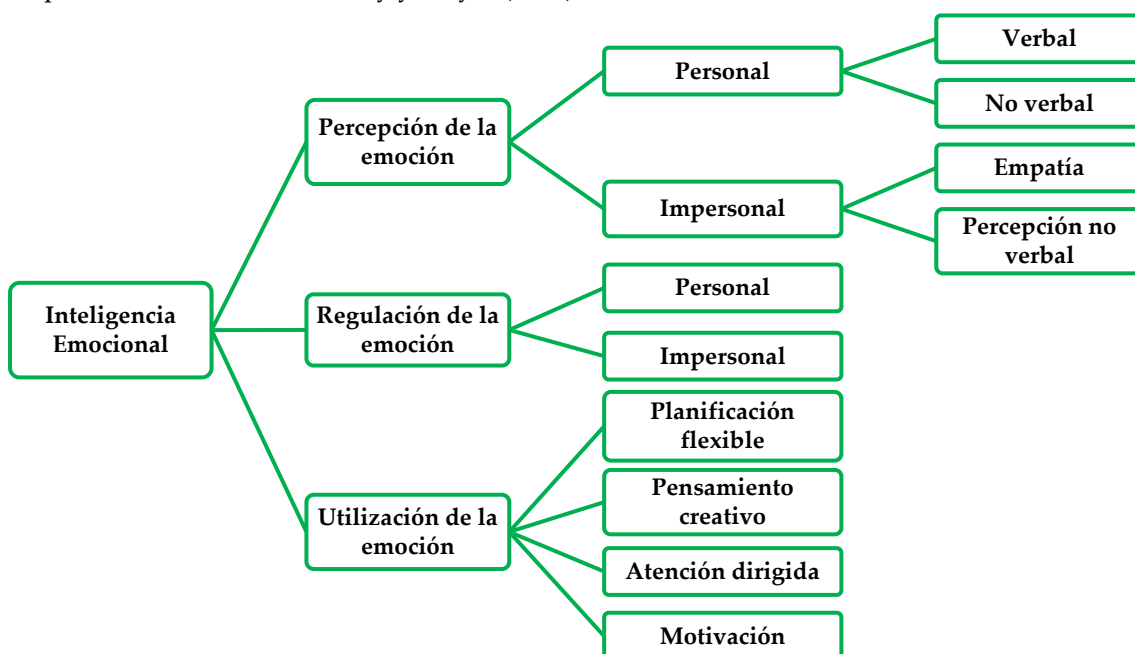 Verbal
Personal
No verbal
Percepción de la
emoción
Empatía
Impersonal
Percepción no
verbal
Inteligencia
Emocional
Regulación de la
emoción
Personal
Impersonal
Planificación
flexible
Pensamiento
creativo
Utilización de la
emoción
Atención dirigida
Motivación